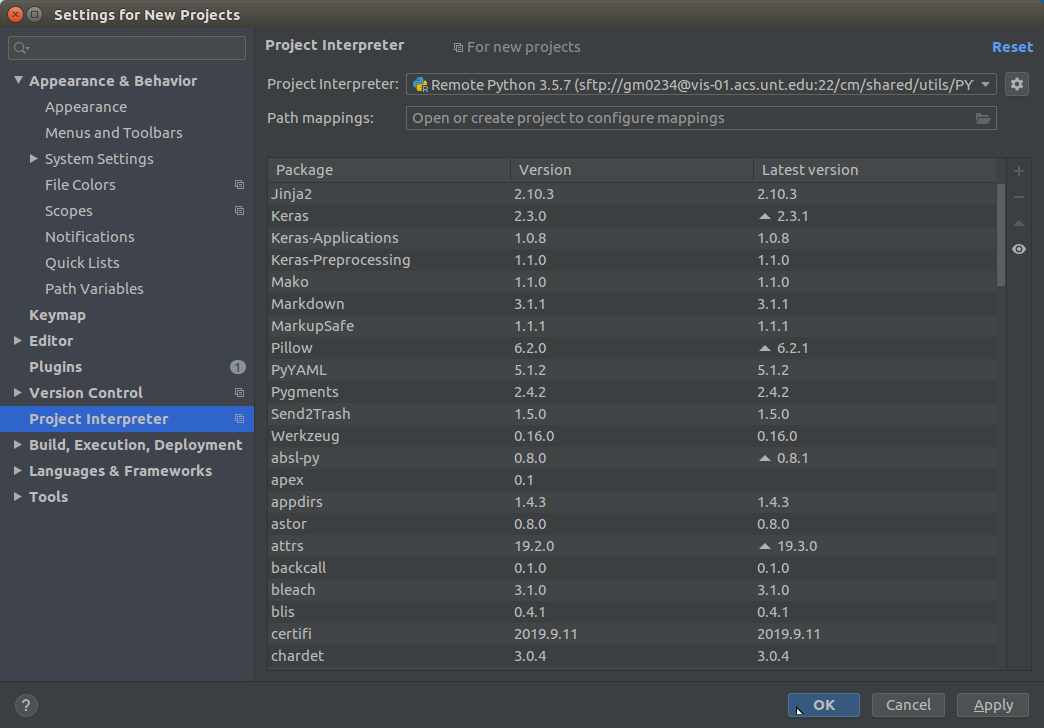 Settings for New Projects
Project Interpreter
For new projects
Reset
Appearance & Behavior
Appearance
Menus and Toolbars
System Settings
File Colors
Scopes
Notifications
Quick Lists
Path Variables
Keymap
Editor
Plugins 1
Version Control
Project Interpreter
Build, Execution, Deployment
Languages & Frameworks
Tools
Project Interpreter: Remote Python 3.5.7 (sftp://gm0234@vis-01.acs.unt.edu:22/cm/shared/utils/PY
Path mappings: Open or create project to configure mappings
Package Version Latest version
Jinja2 2.10.3 2.10.3
Keras 2.3.0 2.3.1
Keras-Applications 1.0.8 1.0.8
Keras-Preprocessing 1.1.0 1.1.0
Mako 1.1.0 1.1.0
Markdown 3.1.1 3.1.1
MarkupSafe 1.1.1 1.1.1
Pillow 6.2.0 6.2.1
PyYAML 5.1.2 5.1.2
Pygments 2.4.2 2.4.2
Send2Trash 1.5.0 1.5.0
Werkzeug 0.16.0 0.16.0
absl-py 0.8.0 0.8.1
apex 0.1
appdirs 1.4.3 1.4.3
astor 0.8.0 0.8.0
attrs 19.2.0 19.3.0
backcall 0.1.0 0.1.0
bleach 3.1.0 3.1.0
blis 0.4.1 0.4.1
certifi 2019.9.11 2019.9.11
chardet 3.0.4 3.0.4
? OK Cancel Apply